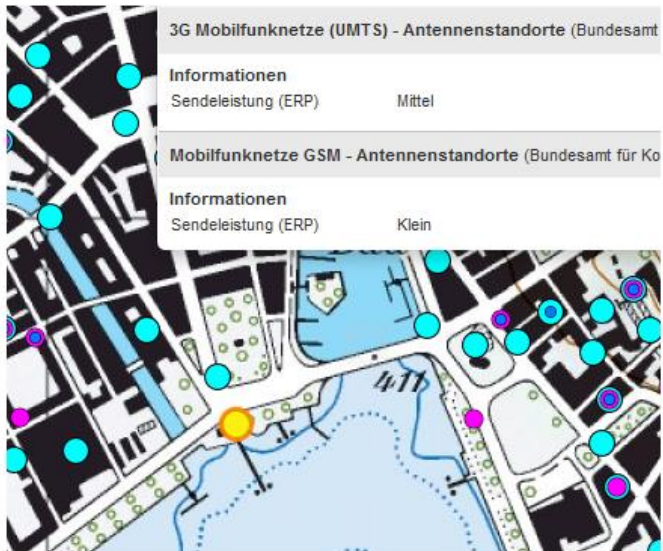 3G Mobilfunknetze (UMTS) - Antennenstandorte (Bundesamt
Informationen
Sendeleistung (ERP) Mittel
Mobilfunknetze GSM - Antennenstandorte (Bundesamt für Ko
Informationen
Sendeleistung (ERP) Klein
411